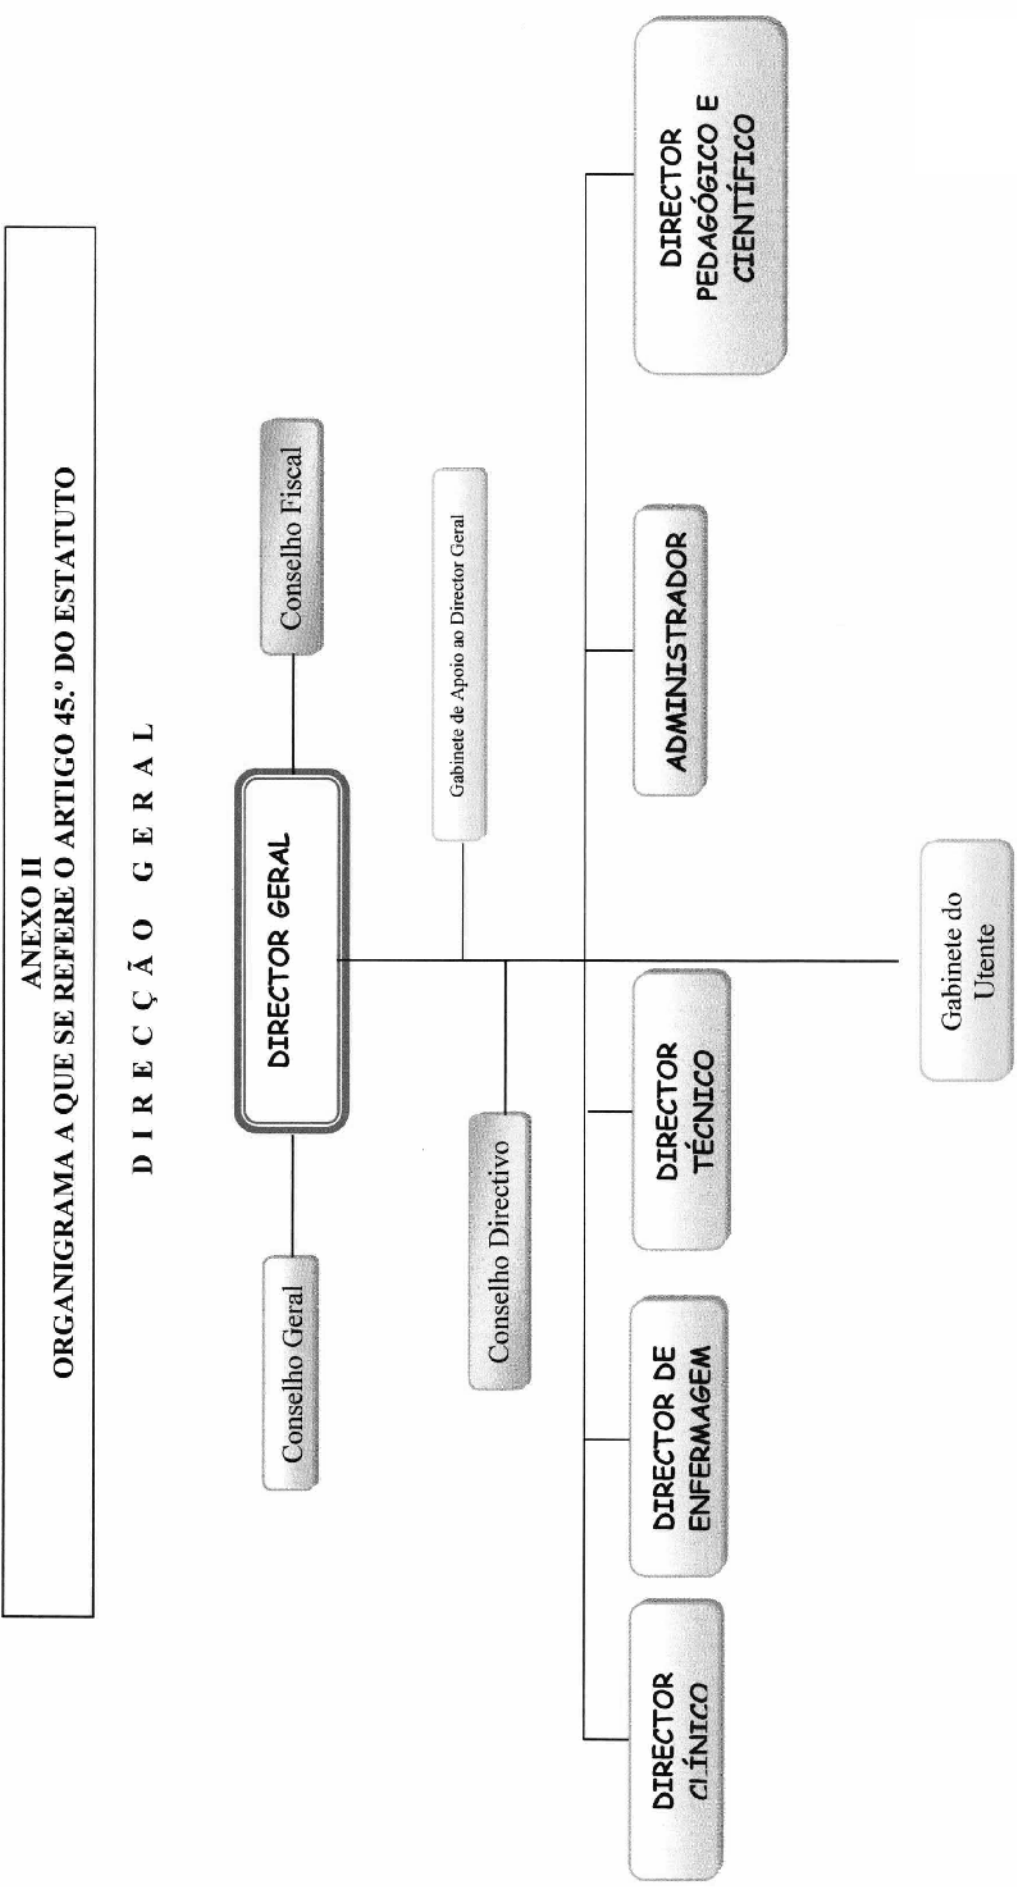 ANEXO II
ORGANIGRAMA A QUE SE REFERE O ARTIGO 45.º DO ESTATUTO
DIRECÇÃO GERAL
Conselho Geral
DIRECTOR GERAL
Conselho Fiscal
Gabinete de Apoio ao Director Geral
Conselho Directivo
DIRECTOR
CLÍNICO
DIRECTOR DE
ENFERMAGEM
DIRECTOR
TÉCNICO
ADMINISTRADOR
DIRECTOR
PEDAGÓGICO E
CIENTÍFICO
Gabinete do
Utente